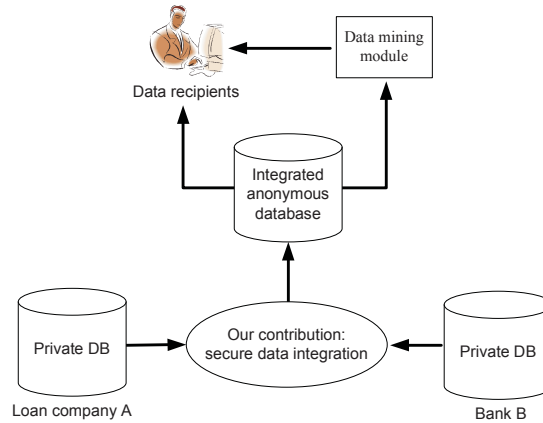 Data mining
module
Data recipients
Integrated
anonymous
database
Our contribution:
secure data integration
Private DB
Loan company A
Private DB
Bank B